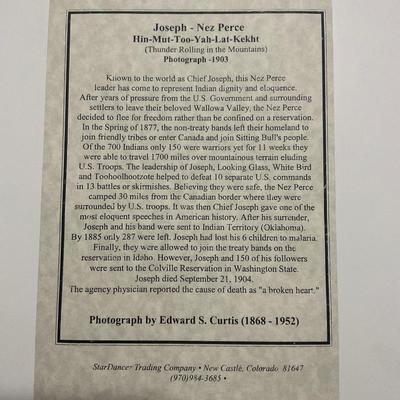 Joseph - Nez Perce
Hin-Mut-Too-Yah-Lat-Kekht
(Thunder Rolling in the Mountains)
Photograph -1903
Known to the world as Chief Joseph, this Nez Perce
leader has come to represent Indian dignity and eloquence.
After years of pressure from the U.S. Government and surrounding
settlers to leave their beloved Wallowa Valley, the Nez Perce
decided to flee for freedom rather than be confined on a reservation.
In the Spring of 1877, the non-treaty bands left their homeland to
join friendly tribes or enter Canada and join Sitting Bull's people.
Of the 700 Indians only 150 were warriors yet for 11 weeks they
were able to travel 1700 miles over mountainous terrain eluding
U.S. Troops. The leadership of Joseph, Looking Glass, White Bird
and Toohoolhootzote helped to defeat 10 separate U.S. commands
in 13 battles or skirmishes. Believing they were safe, the Nez Perce
camped 30 miles from the Canadian border where they were
surrounded by U.S. troops. It was then Chief Joseph gave one of the
most eloquent speeches in American history. After his surrender,
Joseph and his band were sent to Indian Territory (Oklahoma).
By 1885 only 287 were left. Joseph had lost his 6 children to malaria.
Finally, they were allowed to join the treaty bands on the
reservation in Idaho. However, Joseph and 150 of his followers
were sent to the Colville Reservation in Washington State.
Joseph died September 21, 1904.
The agency physician reported the cause of death as "a broken heart."
Photograph by Edward S. Curtis (1868 - 1952)
StarDancer Trading Company • New Castle, Colorado 81647
(970)984-3685 •